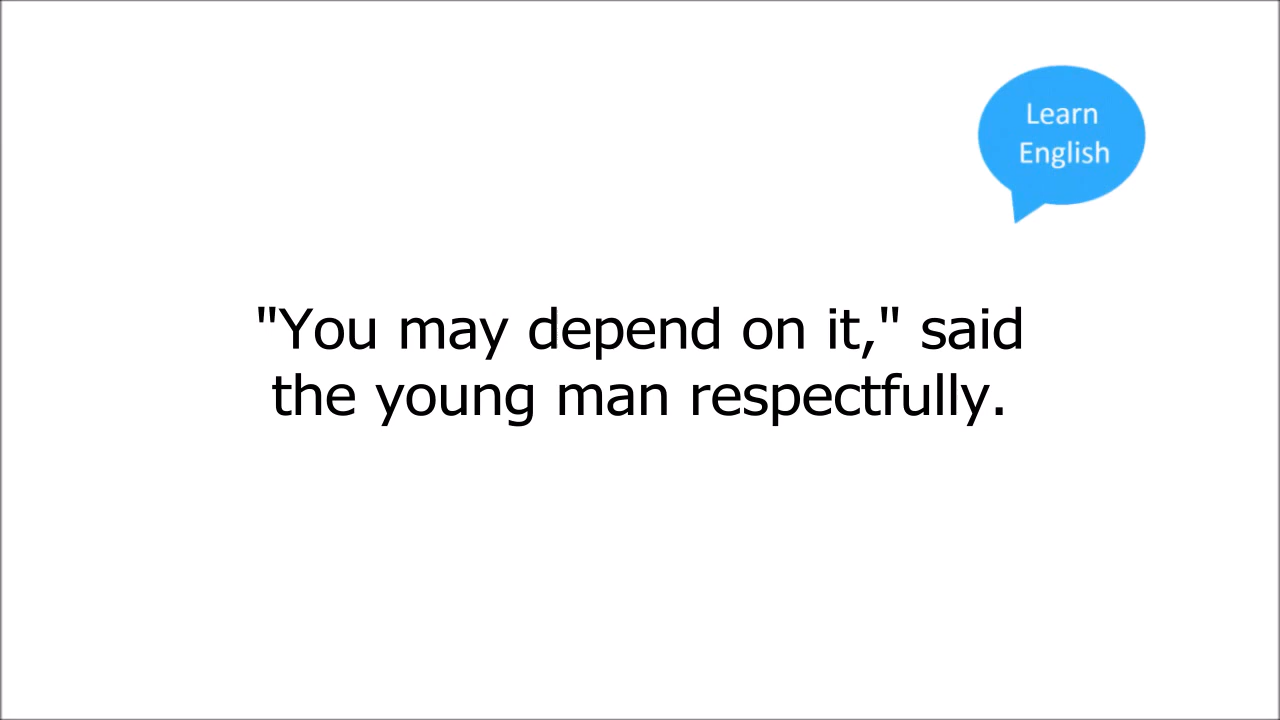 Learn
English
"You may depend on it," said
the young man respectfully.